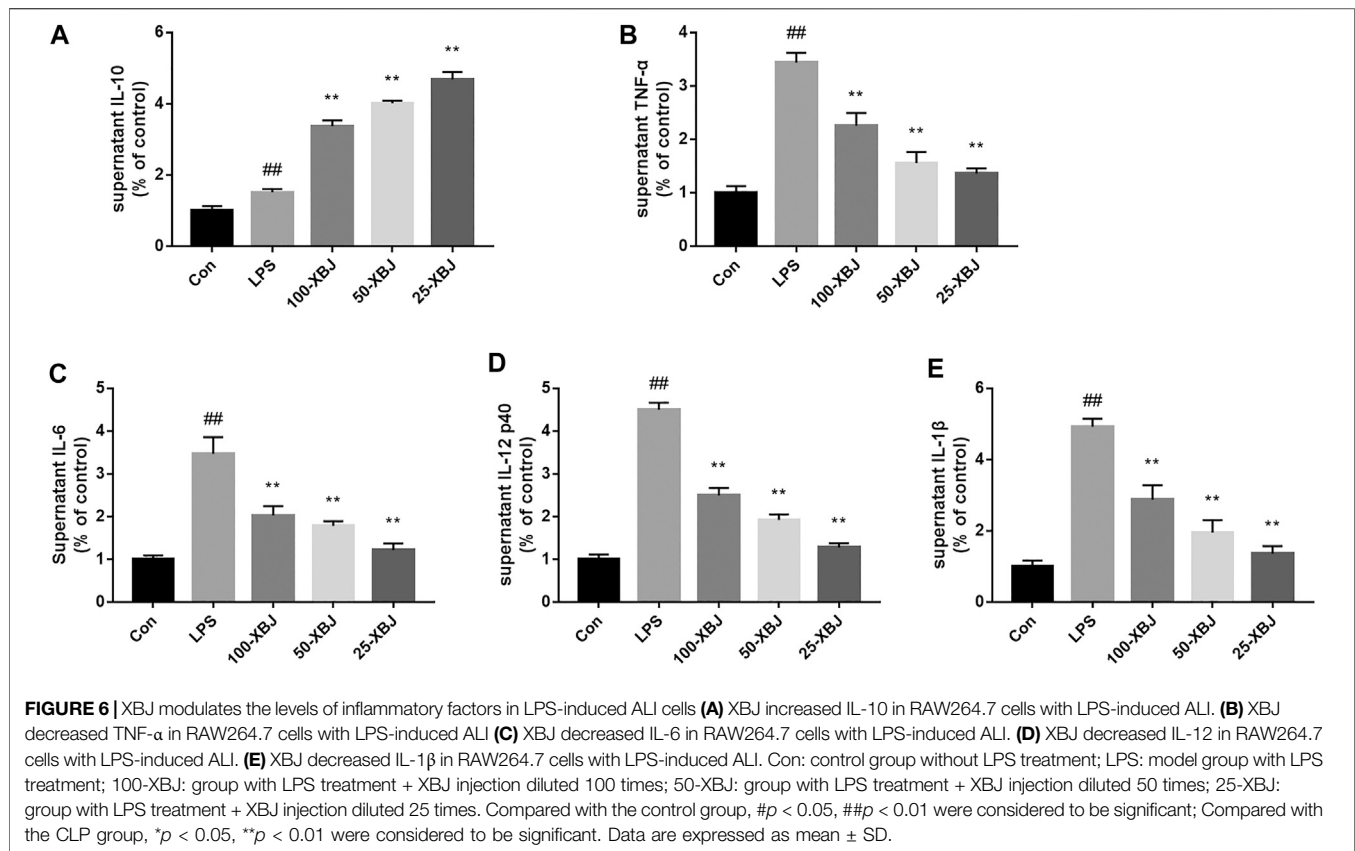 A
supernatant IL-10
(% of control)
6
4
2
0
##
**
**
**
Con
LPS
100-XBJ
50-XBJ
25-XBJ
B
supernatant TNF-α
(% of control)
4
3
2
1
0
##
**
**
**
Con
LPS
100-XBJ
50-XBJ
25-XBJ
C
Supernatant IL-6
(% of control)
5
4
3
2
1
0
##
**
**
**
Con
LPS
100-XBJ
50-XBJ
25-XBJ
D
supernatant IL-12 p40
(% of control)
5
4
3
2
1
0
##
**
**
**
Con
LPS
100-XBJ
50-XBJ
25-XBJ
E
supernatant IL-1β
(% of control)
6
4
2
0
##
**
**
**
Con
LPS
100-XBJ
50-XBJ
25-XBJ
FIGURE 6 | XBJ modulates the levels of inflammatory factors in LPS-induced ALI cells (A) XBJ increased IL-10 in RAW264.7 cells with LPS-induced ALI. (B) XBJ
decreased TNF-α in RAW264.7 cells with LPS-induced ALI (C) XBJ decreased IL-6 in RAW264.7 cells with LPS-induced ALI. (D) XBJ decreased IL-12 in RAW264.7
cells with LPS-induced ALI. (E) XBJ decreased IL-1β in RAW264.7 cells with LPS-induced ALI. Con: control group without LPS treatment; LPS: model group with LPS
treatment; 100-XBJ: group with LPS treatment + XBJ injection diluted 100 times; 50-XBJ: group with LPS treatment + XBJ injection diluted 50 times; 25-XBJ:
group with LPS treatment + XBJ injection diluted 25 times. Compared with the control group, #p < 0.05, ##p < 0.01 were considered to be significant; Compared with
the CLP group, *p < 0.05, **p < 0.01 were considered to be significant. Data are expressed as mean ± SD.